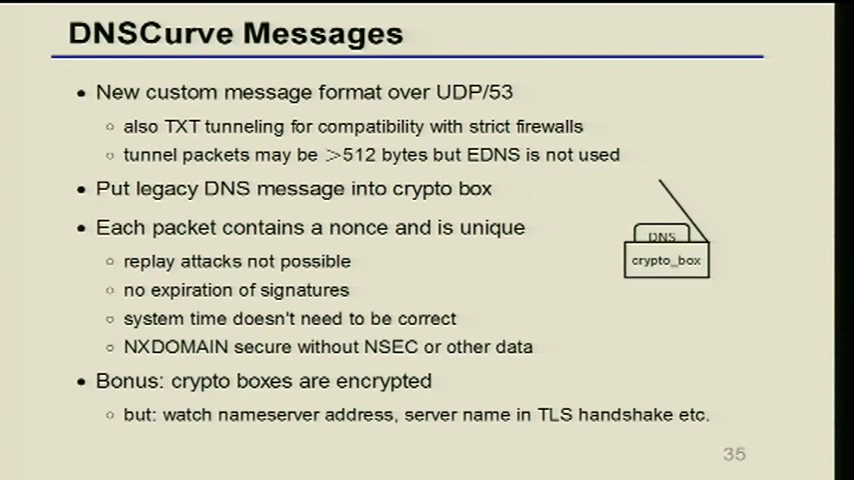 DNSCurve Messages
• New custom message format over UDP/53
○ also TXT tunneling for compatibility with strict firewalls
○ tunnel packets may be >512 bytes but EDNS is not used
• Put legacy DNS message into crypto box
• Each packet contains a nonce and is unique
○ replay attacks not possible
○ no expiration of signatures
○ system time doesn't need to be correct
○ NXDOMAIN secure without NSEC or other data
• Bonus: crypto boxes are encrypted
○ but: watch nameserver address, server name in TLS handshake etc.
DNS
crypto_box
35